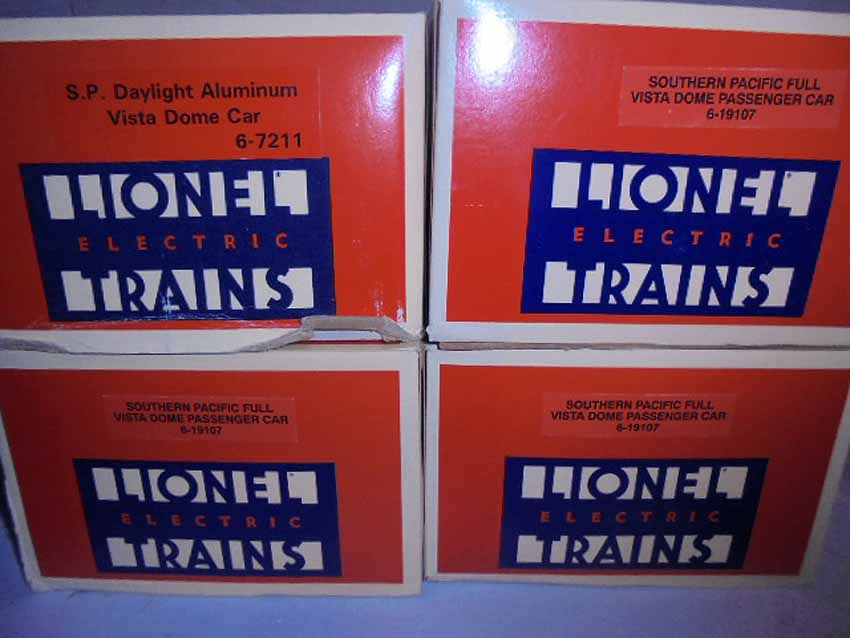 S.P. Daylight Aluminum
Vista Dome Car
6-7211
LIONEL
ELECTRIC
TRAINS
SOUTHERN PACIFIC FULL
VISTA DOME PASSENGER CAR
6-19107
LIONEL
ELECTRIC
TRAINS
SOUTHERN PACIFIC FULL
VISTA DOME PASSENGER CAR
6-19107
LIONEL
ELECTRIC
TRAINS
SOUTHERN PACIFIC FULL
VISTA DOME PASSENGER CAR
6-19107
LIONEL
ELECTRIC
TRAINS